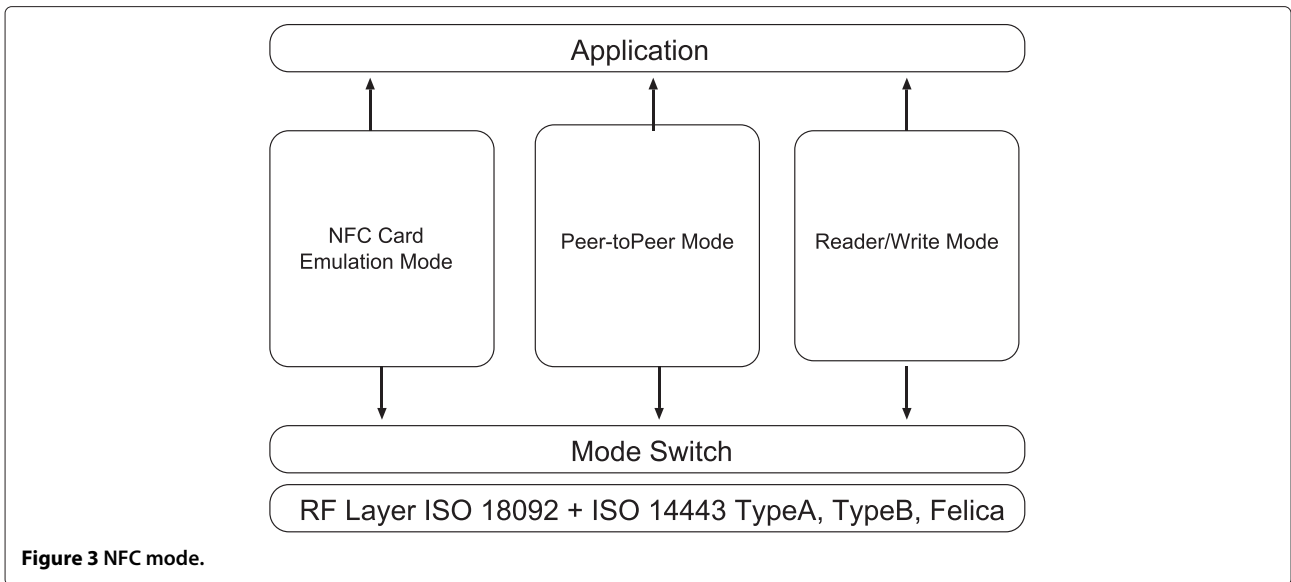 Application
NFC Card
Emulation Mode
Peer-toPeer Mode
Reader/Write Mode
Mode Switch
RF Layer ISO 18092 + ISO 14443 TypeA, TypeB, Felica
Figure 3 NFC mode.